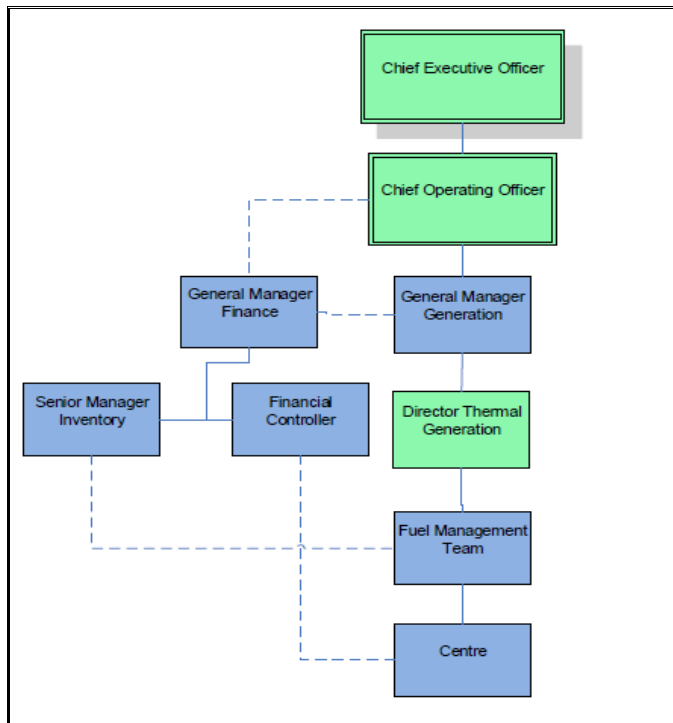 Chief Executive Officer
Chief Operating Officer
General Manager
Finance
General Manager
Generation
Senior Manager
Inventory
Financial
Controller
Director Thermal
Generation
Fuel Management
Team
Centre